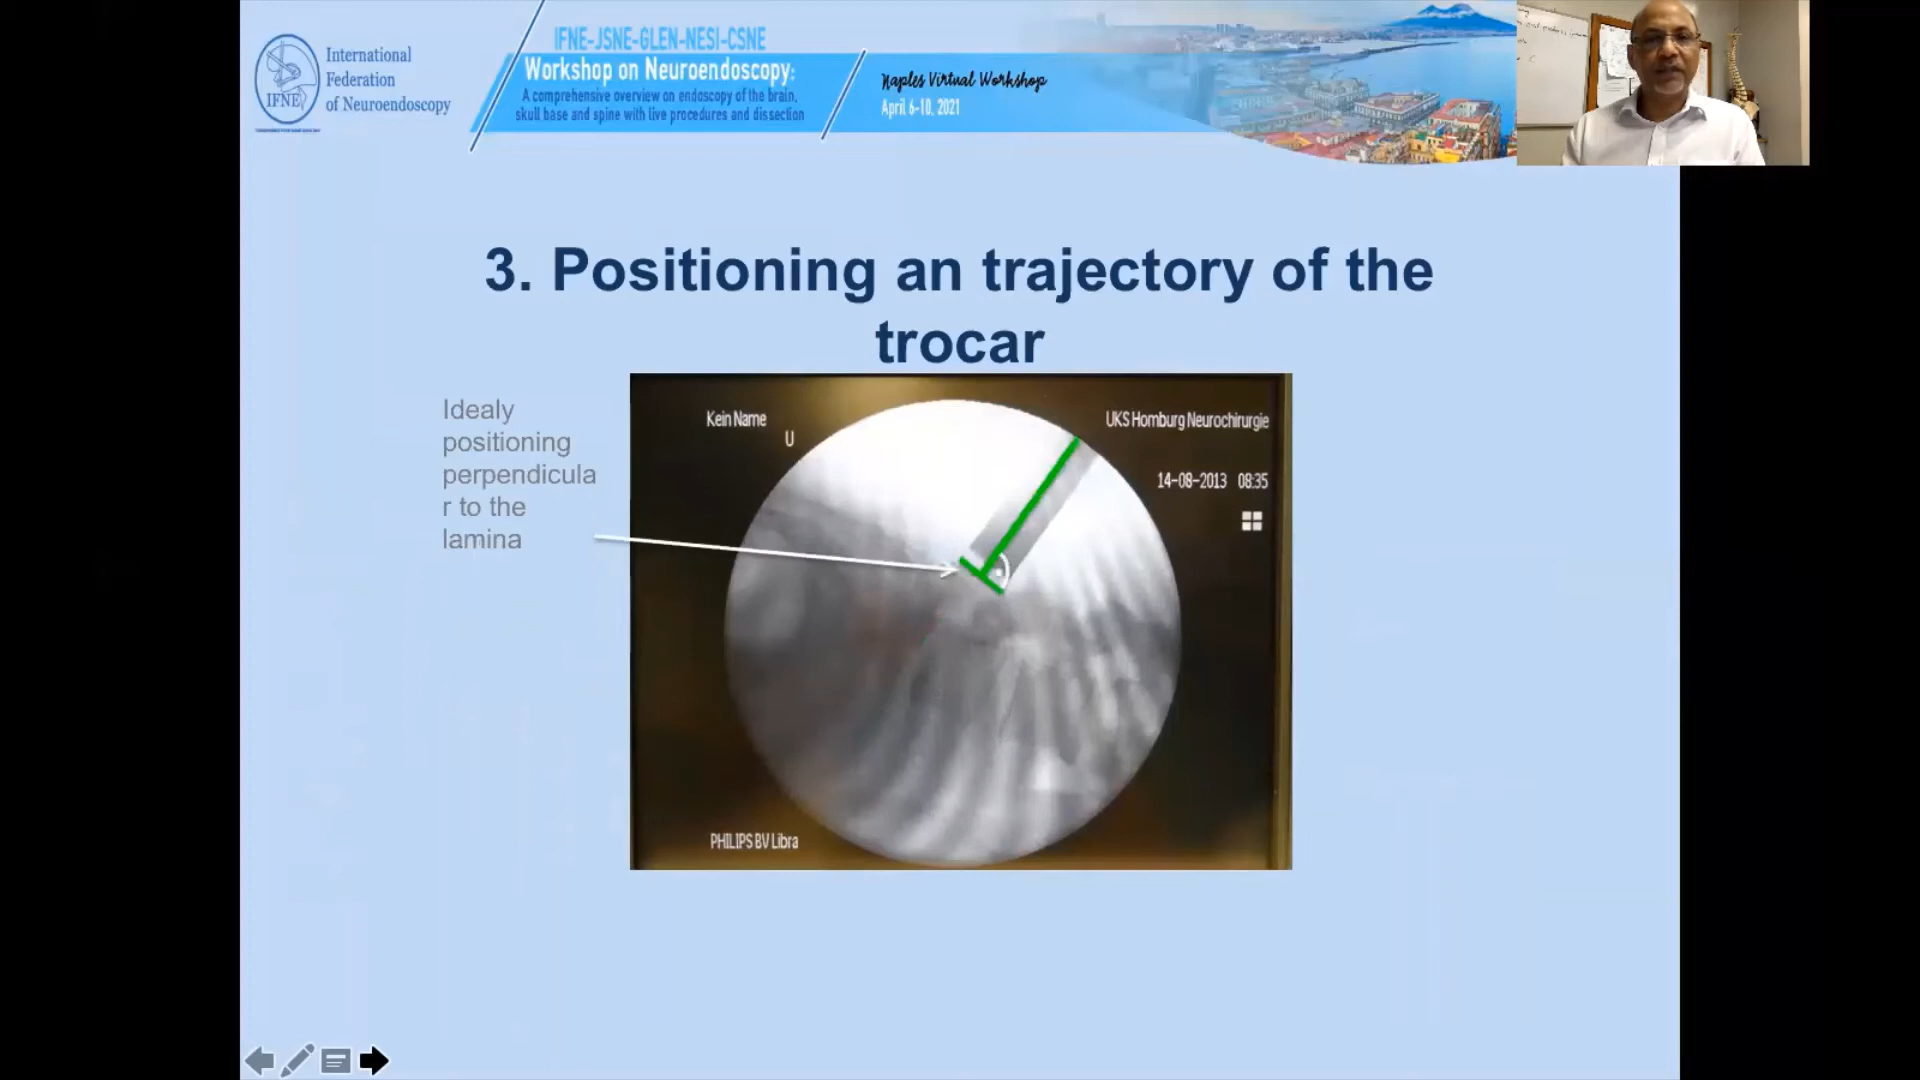 International
Federation
of Neuroendoscopy
IFNE
IFNE-JSNE-GLEN-NESI-CSNE
Workshop on Neuroendoscopy:
A comprehensive overview on endoscopy of the brain,
skull base and spine with live procedures and dissection
Naples Virtual Workshop
April 6-10, 2021
3. Positioning an trajectory of the
trocar
Idealy
positioning
perpendicula
r to the
lamina
Kein Name
U
UKS Homburg Neurochirurgie
14-08-2013 08:35
PHILIPS BV Libra